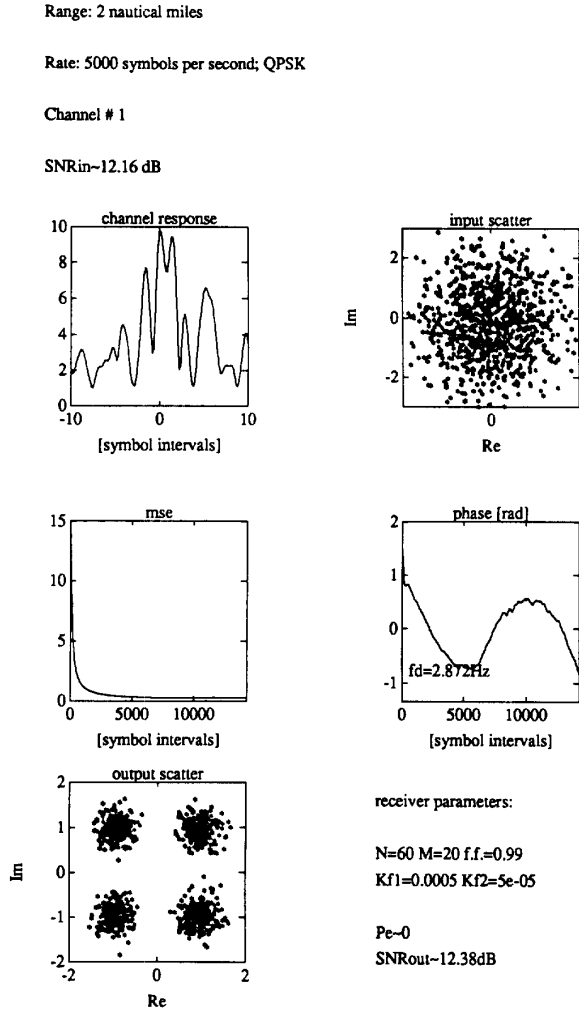 Range: 2 nautical miles
Rate: 5000 symbols per second; QPSK
Channel # 1
SNRin~12.16 dB
channel response
10
8
6
4
2
0
-10
0
10
[symbol intervals]
input scatter
2
0
-2
Im
0
Re
mse
15
10
5
0
0
5000
10000
[symbol intervals]
phase [rad]
2
1
0
-1
fd=2.872Hz
0
5000
10000
[symbol intervals]
output scatter
2
1
0
-1
-2
Im
-2
0
2
Re
receiver parameters:
N=60 M=20 f.f.=0.99
Kf1=0.0005 Kf2=5e-05
Pe~0
SNRout~12.38dB